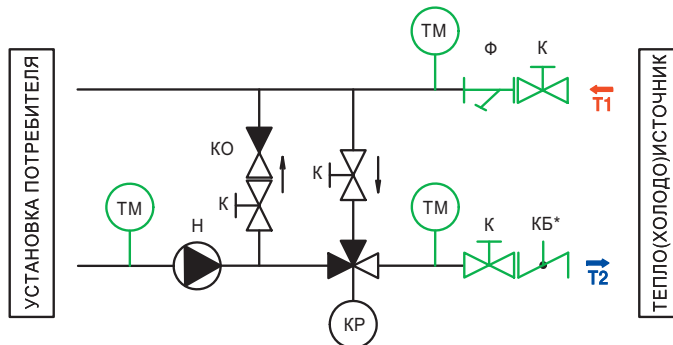 УСТАНОВКА ПОТРЕБИТЕЛЯ
ТМ
Ф
К
Т1
КО
К
К
ТМ
Н
ТМ
К
КБ*
Т2
КР
ТЕПЛО(ХОЛОДО)ИСТОЧНИК